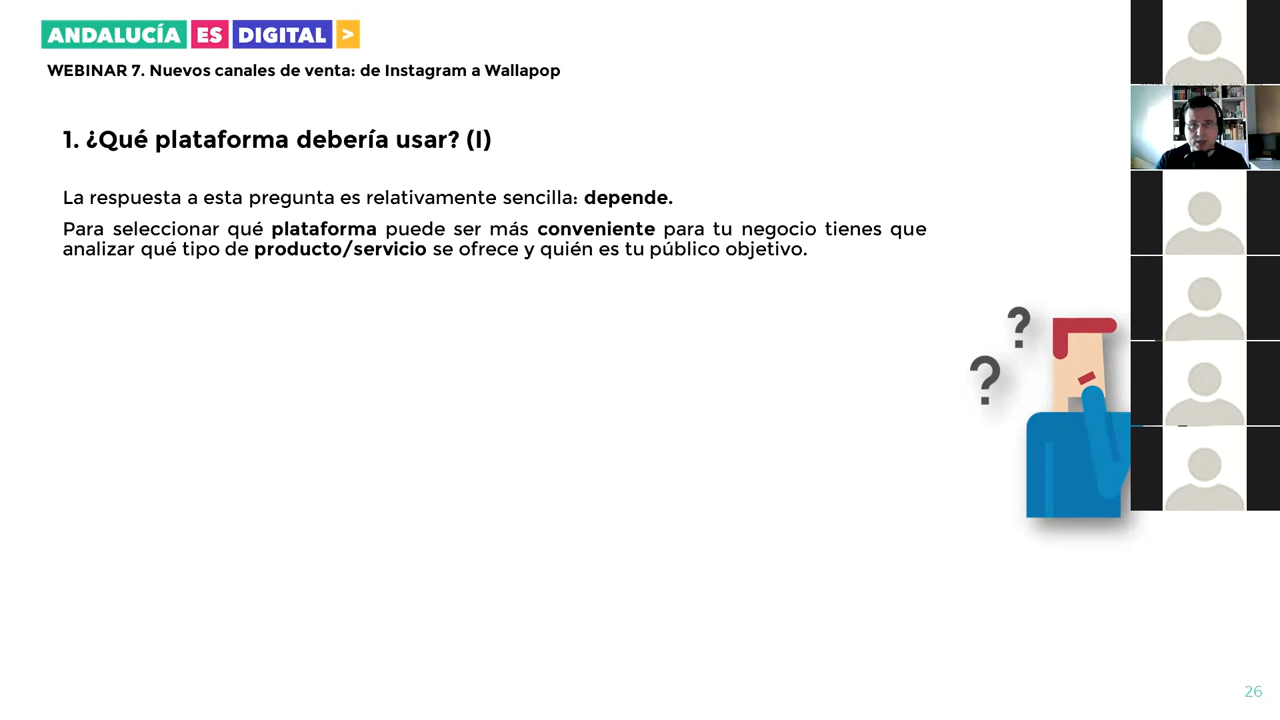 ANDALUCÍA ES DIGITAL >
WEBINAR 7. Nuevos canales de venta: de Instagram a Wallapop
1. ¿Qué plataforma debería usar? (I)
La respuesta a esta pregunta es relativamente sencilla: depende.
Para seleccionar qué plataforma puede ser más conveniente para tu negocio tienes que
analizar qué tipo de producto/servicio se ofrece y quién es tu público objetivo.
?
?
26